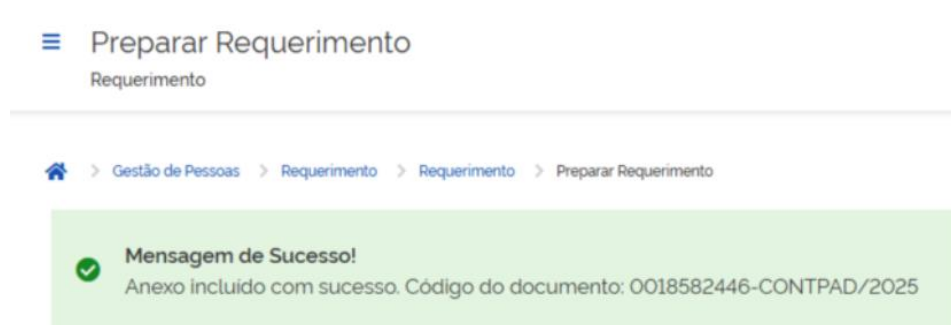 Preparar Requerimento
Requerimento
Gestão de Pessoas > Requerimento > Requerimento > Preparar Requerimento
Mensagem de Sucesso!
Anexo incluído com sucesso. Código do documento: 0018582446-CONTPAD/2025